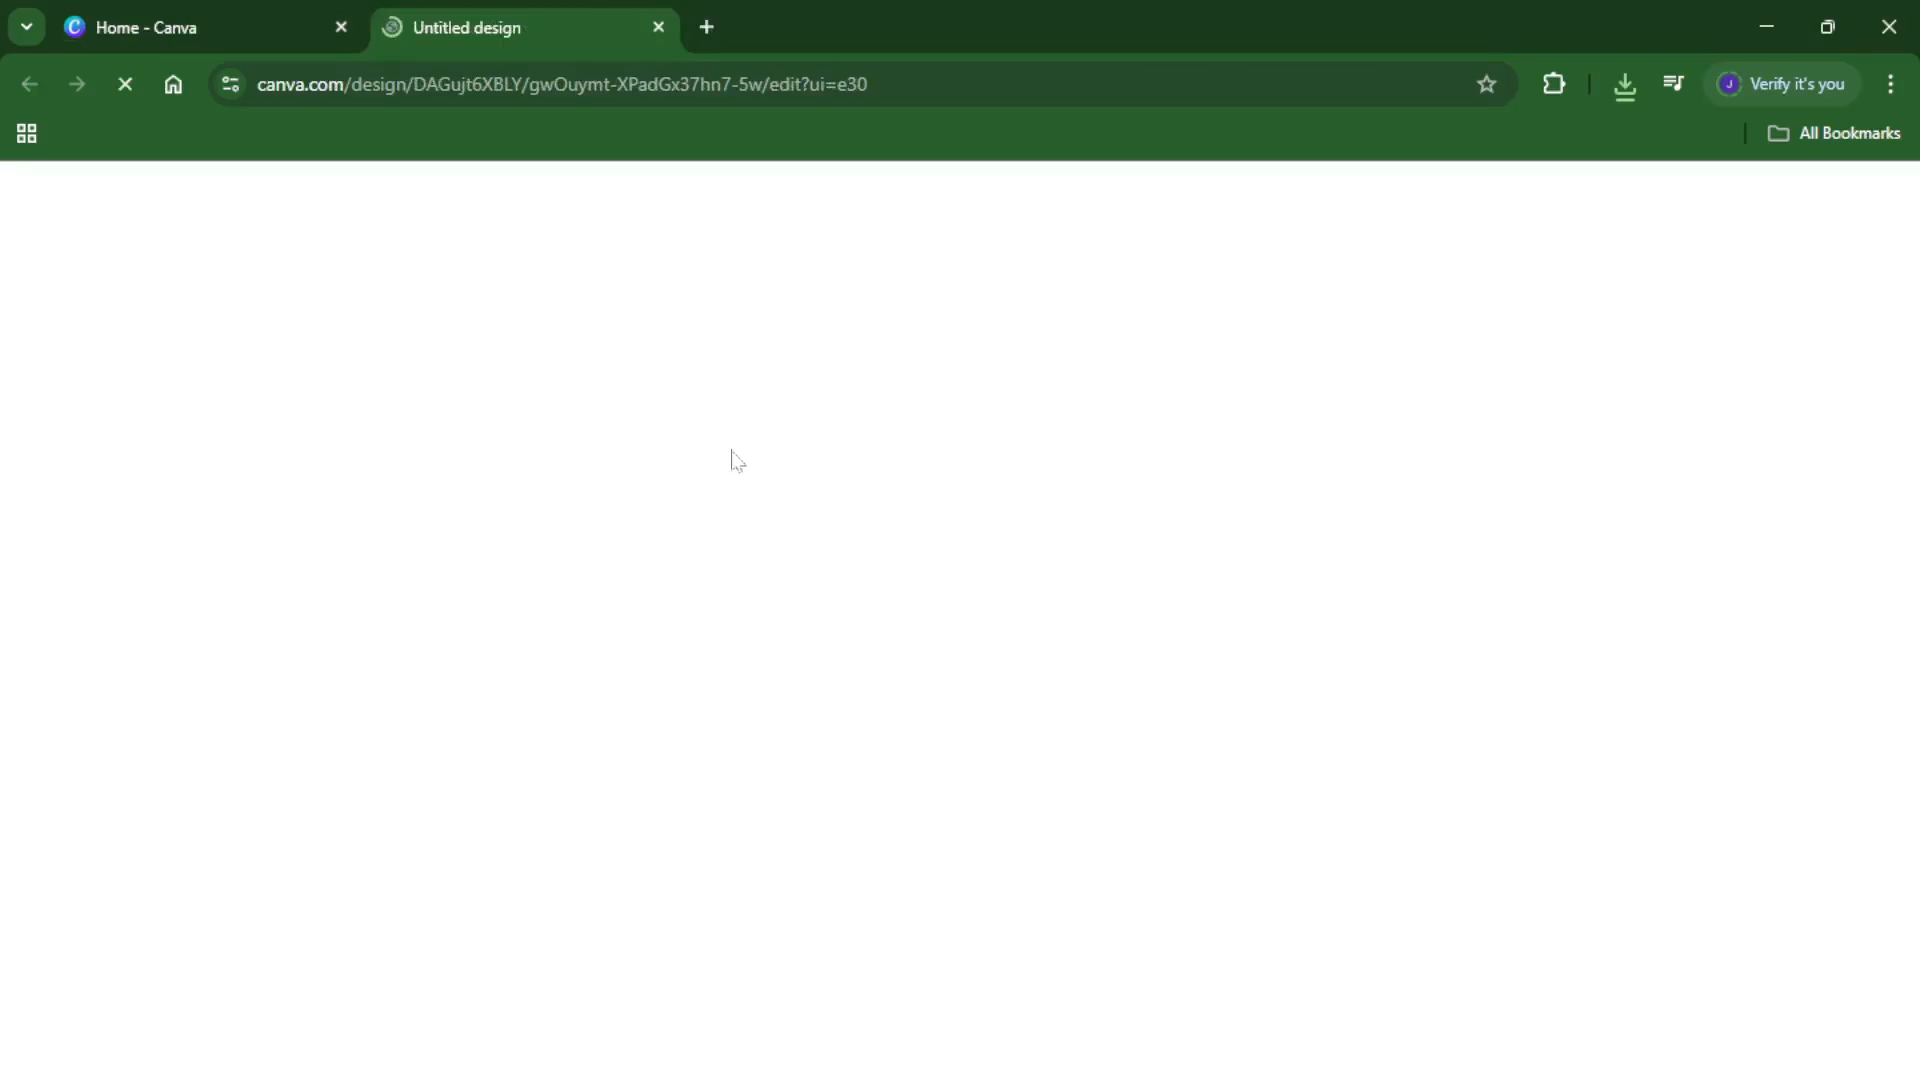 Home - Canva
Untitled design
canva.com/design/DAGujt6XBLY/gwOuymt-XPadGx37hn7-5w/edit?ui=e30
J
Verify it's you
All Bookmarks